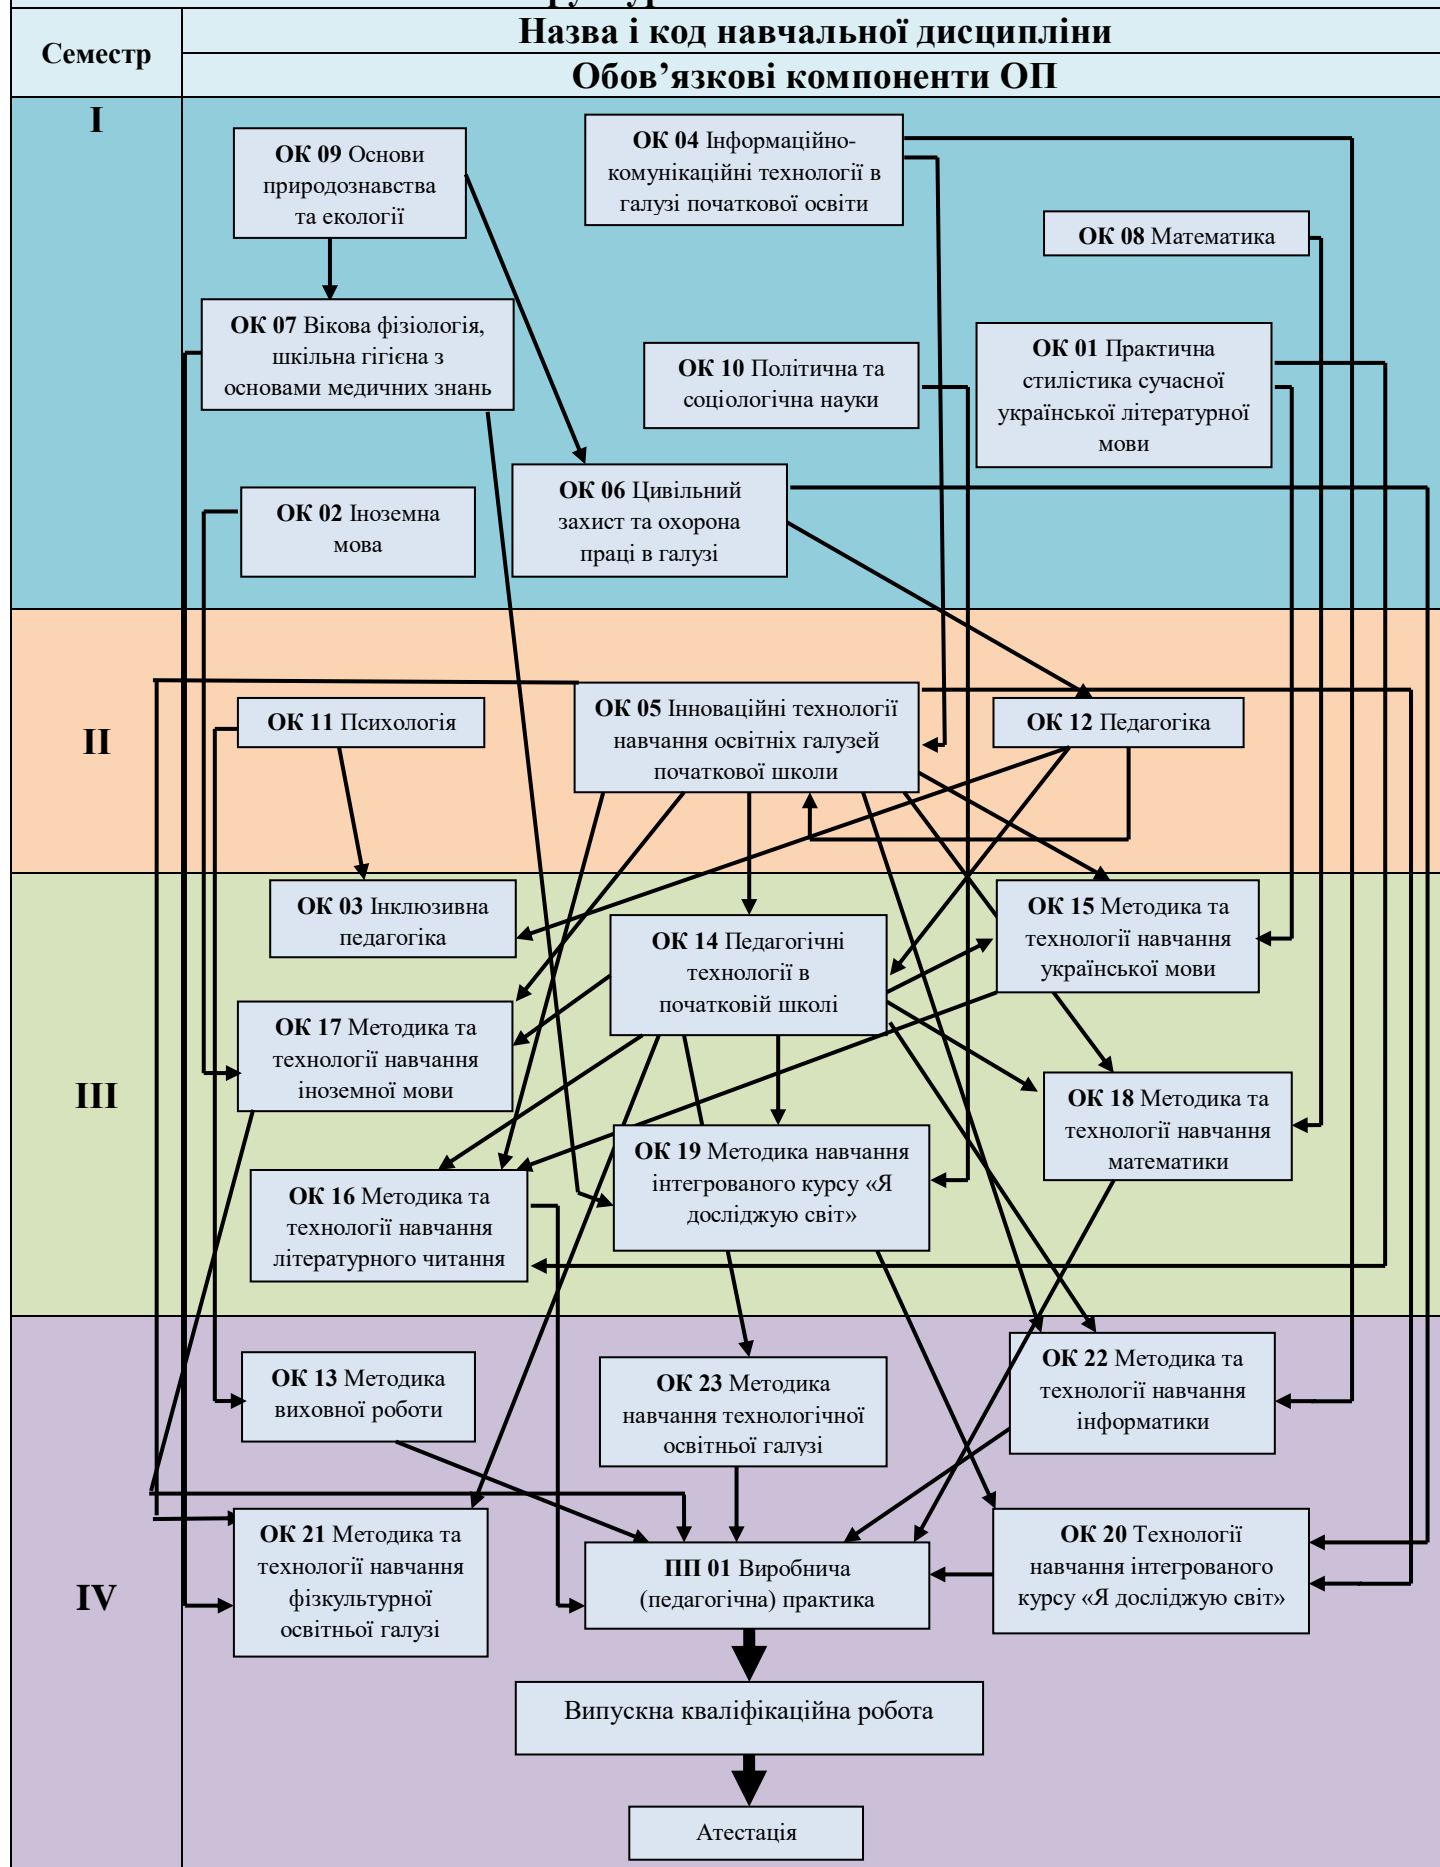 Назва і код навчальної дисципліни
Семестр
Обов’язкові компоненти ОП
I
ОК 09 Основи
природознавства
та екології
ОК 04 Інформаційно-
комунікаційні технології в
галузі початкової освіти
ОК 08 Математика
ОК 07 Вікова фізіологія,
шкільна гігієна з
основами медичних знань
ОК 10 Політична та
соціологічна науки
ОК 01 Практична
стилістика сучасної
української літературної
мови
ОК 02 Іноземна
мова
ОК 06 Цивільний
захист та охорона
праці в галузі
II
ОК 11 Психологія
ОК 05 Інноваційні технології
навчання освітніх галузей
початкової школи
ОК 12 Педагогіка
III
ОК 03 Інклюзивна
педагогіка
ОК 14 Педагогічні
технології в
початковій школі
ОК 15 Методика та
технології навчання
української мови
ОК 17 Методика та
технології навчання
іноземної мови
ОК 18 Методика та
технології навчання
математики
ОК 16 Методика та
технології навчання
літературного читання
ОК 19 Методика навчання
інтегрованого курсу «Я
досліджую світ»
IV
ОК 13 Методика
виховної роботи
ОК 23 Методика
навчання технологічної
освітньої галузі
ОК 22 Методика та
технології навчання
інформатики
ОК 21 Методика та
технології навчання
фізкультурної
освітньої галузі
ПП 01 Виробнича
(педагогічна) практика
ОК 20 Технології
навчання інтегрованого
курсу «Я досліджую світ»
Випускна кваліфікаційна робота
Атестація